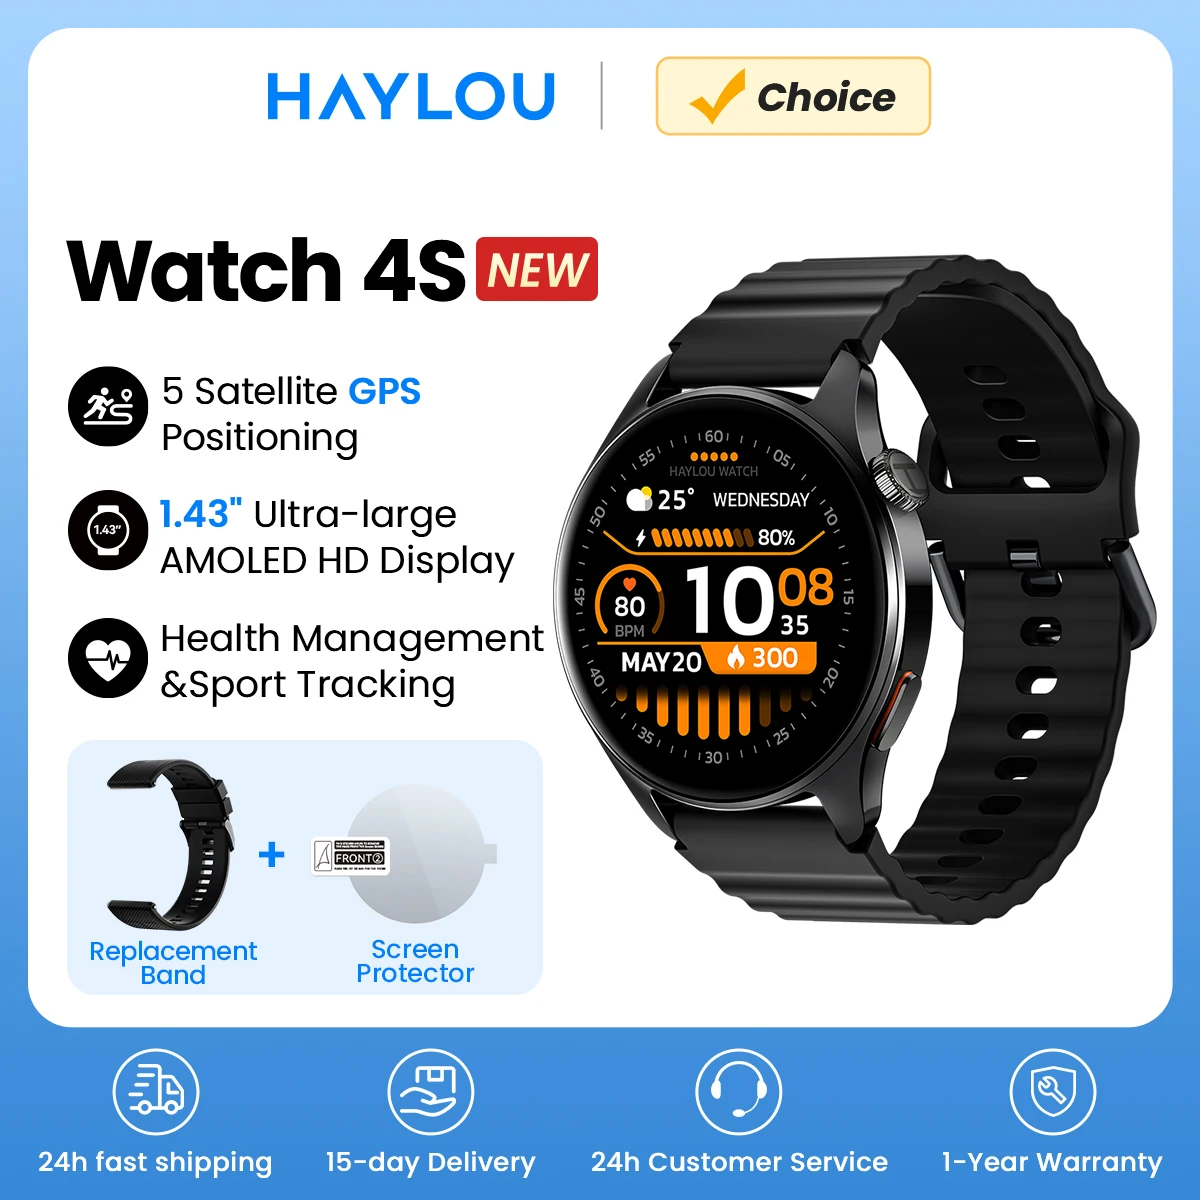 HAYLOU
Choice
Watch 4S NEW
5 Satellite GPS
Positioning
1.43" Ultra-large
AMOLED HD Display
1.43"
Health Management
&Sport Tracking
60
05
10
15
20
25
30
35
40
45
50
55
HAYLOU WATCH
25° WEDNESDAY
80%
80
BPM
10 08
35
MAY20
300
FRONT②
Replacement
Band
+
Screen
Protector
24h fast shipping
15-day Delivery
24h Customer Service
1-Year Warranty